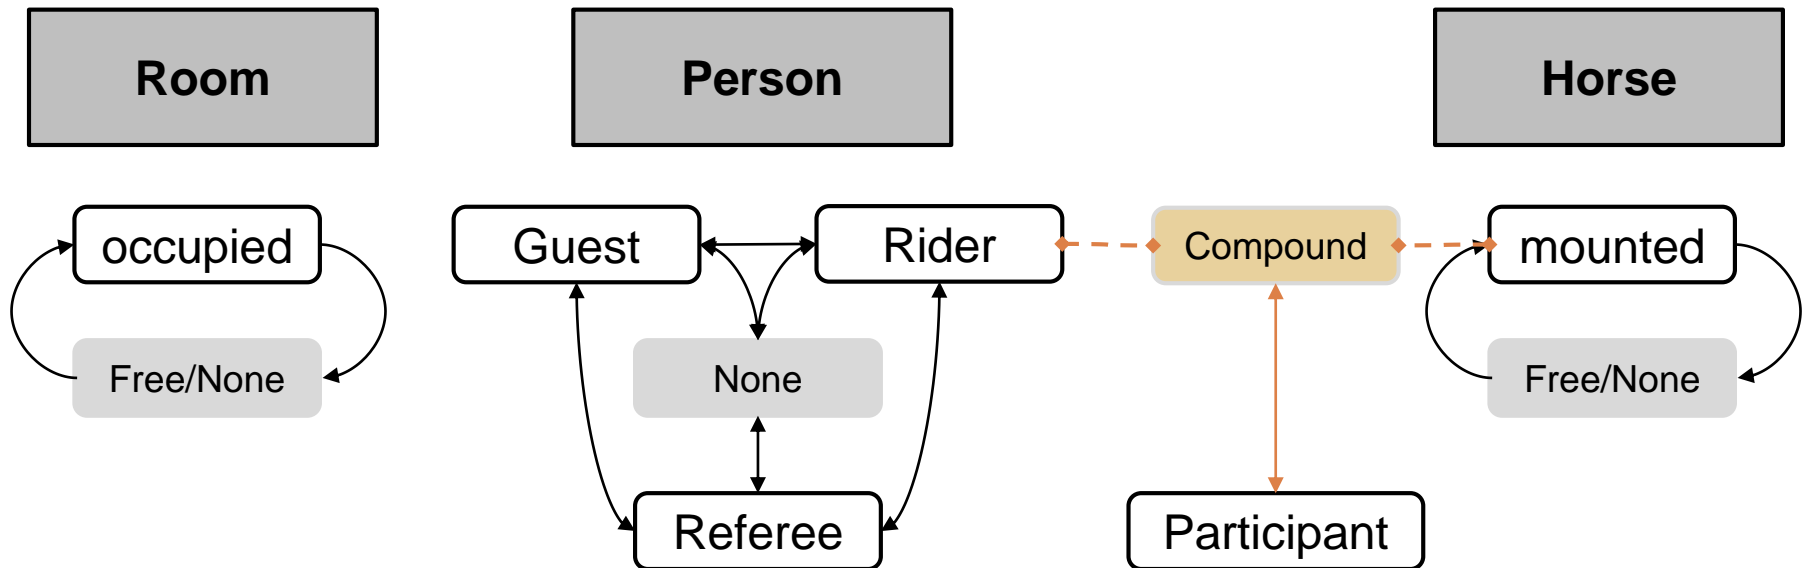 Room
Person
Horse
occupied
Guest
Rider
Compound
mounted
Free/None
None
Free/None
Referee
Participant